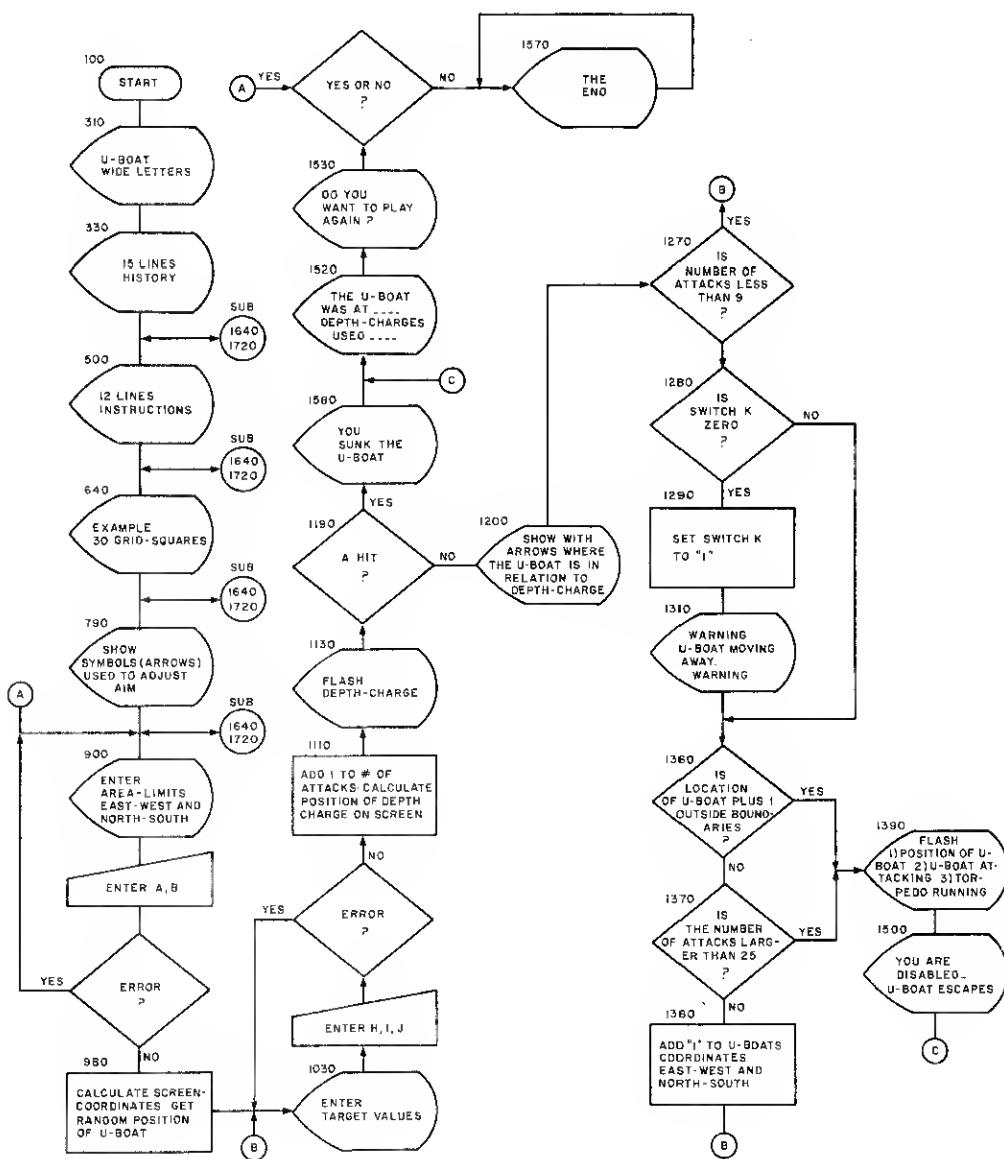 100
START
310
U-BOAT
WIDE LETTERS
330
15 LINES
HISTORY
SUB
1640
1720
500
12 LINES
INSTRUCTIONS
SUB
1640
1720
640
EXAMPLE
30 GRID-SQUARES
SUB
1640
1720
790
SHOW
SYMBOLS (ARROWS)
USED TO ADJUST
AIM
A
SUB
1640
1720
900
ENTER
AREA-LIMITS
EAST-WEST AND
NORTH-SOUTH
ENTER A, B
YES
ERROR
?
NO
980
CALCULATE SCREEN-
COORDINATES GET
RANDOM POSITION
OF U-BOAT
B
1030
ENTER
TARGET VALUES
ENTER H, I, J
YES
ERROR
?
NO
1110
ADD 1 TO # OF
ATTACKS-CALCULATE
POSITION OF DEPTH
CHARGE ON SCREEN
1130
FLASH
DEPTH-CHARGE
1190
A HIT
?
YES
NO
1580
YOU
SUNK THE
U-BOAT
C
1520
THE U-BOAT
WAS AT ____
DEPTH-CHARGES
USED ____
1530
DO YOU
WANT TO PLAY
AGAIN ?
A
YES
YES OR NO
?
NO
1570
THE
END
1200
SHOW WITH
ARROWS WHERE
THE U-BOAT IS IN
RELATION TO
DEPTH-CHARGE
B
YES
1270
IS
NUMBER OF
ATTACKS LESS
THAN 9
?
1280
IS
SWITCH K
ZERO
?
NO
YES
1290
SET SWITCH K
TO "1"
1310
WARNING
U-BOAT MOVING
AWAY.
WARNING
1360
IS
LOCATION
OF U-BOAT PLUS 1
OUTSIDE BOUND-
ARIES
?
YES
NO
1370
IS
THE NUMBER
OF ATTACKS LARG-
ER THAN 25
?
YES
NO
1380
ADD "1" TO U-BOATS
COORDINATES
EAST-WEST AND
NORTH-SOUTH
B
1390
FLASH
1) POSITION OF U-
BOAT 2) U-BOAT AT-
TACKING 3) TOR-
PEDO RUNNING
1500
YOU ARE
DISABLED_
U-BOAT ESCAPES
C